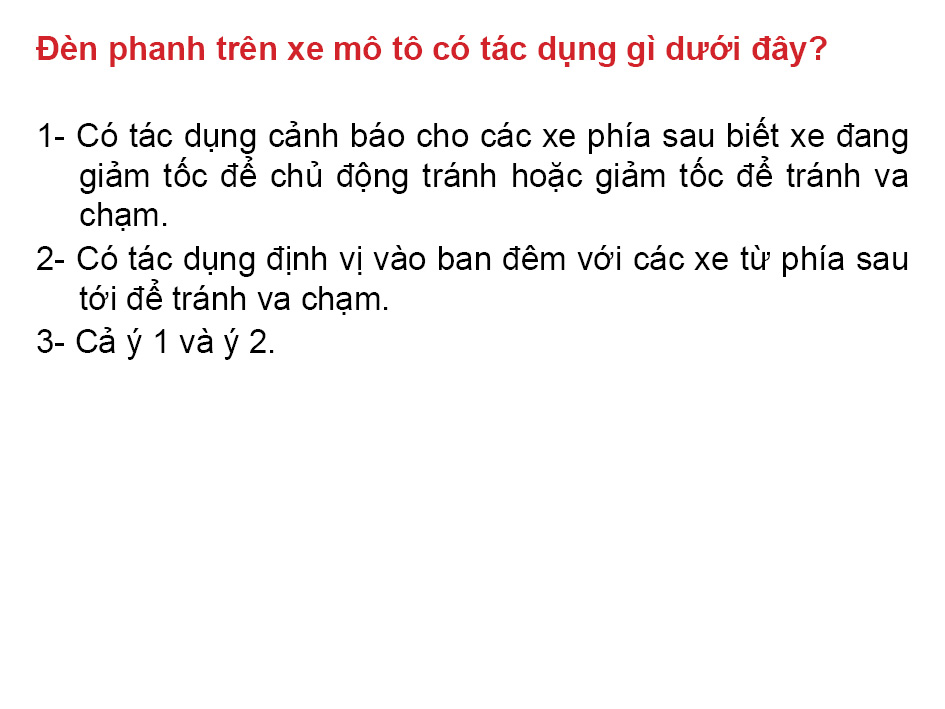 Đèn phanh trên xe mô tô có tác dụng gì dưới đây?
1- Có tác dụng cảnh báo cho các xe phía sau biết xe đang
giảm tốc để chủ động tránh hoặc giảm tốc để tránh va
chạm.
2- Có tác dụng định vị vào ban đêm với các xe từ phía sau
tới để tránh va chạm.
3- Cả ý 1 và ý 2.